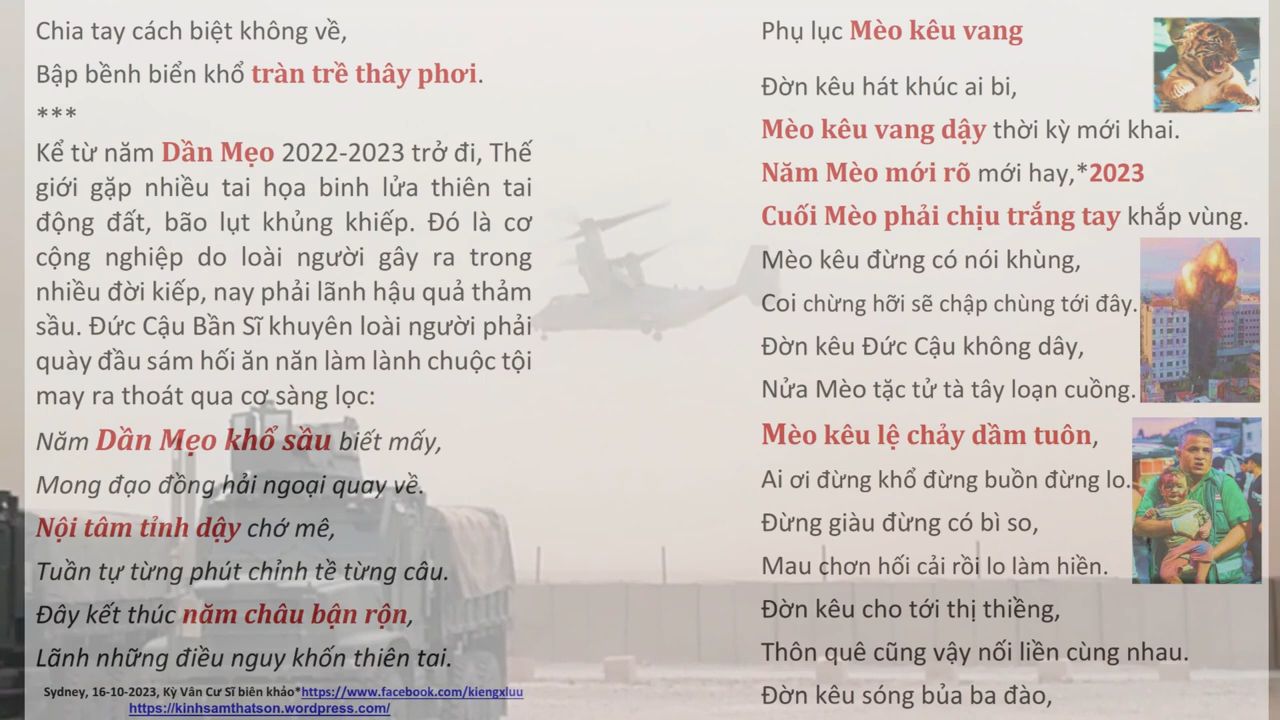 Chia tay cách biệt không về,
Bập bềnh biển khổ tràn trề thây phơi.
***
Kể từ năm Dần Mẹo 2022-2023 trở đi, Thế
giới gặp nhiều tai họa binh lửa thiên tai
động đất, bão lụt khủng khiếp. Đó là cơ
cộng nghiệp do loài người gây ra trong
nhiều đời kiếp, nay phải lãnh hậu quả thảm
sầu. Đức Cậu Bần Sĩ khuyên loài người phải
quày đầu sám hối ăn năn làm lành chuộc tội
may ra thoát qua cơ sàng lọc:
Năm Dần Mẹo khổ sầu biết mấy,
Mong đạo đồng hải ngoại quay về.
Nội tâm tỉnh dậy chớ mê,
Tuần tự từng phút chỉnh tề từng câu.
Đây kết thúc năm châu bận rộn,
Lãnh những điều nguy khốn thiên tai.
Sydney, 16-10-2023, Kỳ Vân Cư Sĩ biên khảo*https://www.facebook.com/kiengxluu
https://kinhsamthatson.wordpress.com/
Phụ lục Mèo kêu vang
Đờn kêu hát khúc ai bi,
Mèo kêu vang dậy thời kỳ mới khai.
Năm Mèo mới rõ mới hay,*2023
Cuối Mèo phải chịu trắng tay khắp vùng.
Mèo kêu đừng có nói khùng,
Coi chừng hỡi sẽ chập chùng tới đây.
Đờn kêu Đức Cậu không dây,
Nửa Mèo tặc tử tà tây loạn cuồng.
Mèo kêu lệ chảy dầm tuôn,
Ai ơi đừng khổ đừng buồn đừng lo.
Đừng giàu đừng có bì so,
Mau chơn hối cải rồi lo làm hiền.
Đờn kêu cho tới thị thiềng,
Thôn quê cũng vậy nối liền cùng nhau.
Đờn kêu sóng bủa ba đào,